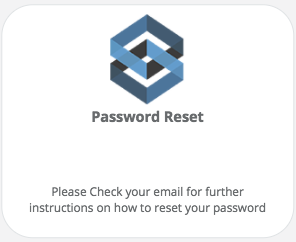 Password Reset
Please Check your email for further
instructions on how to reset your password